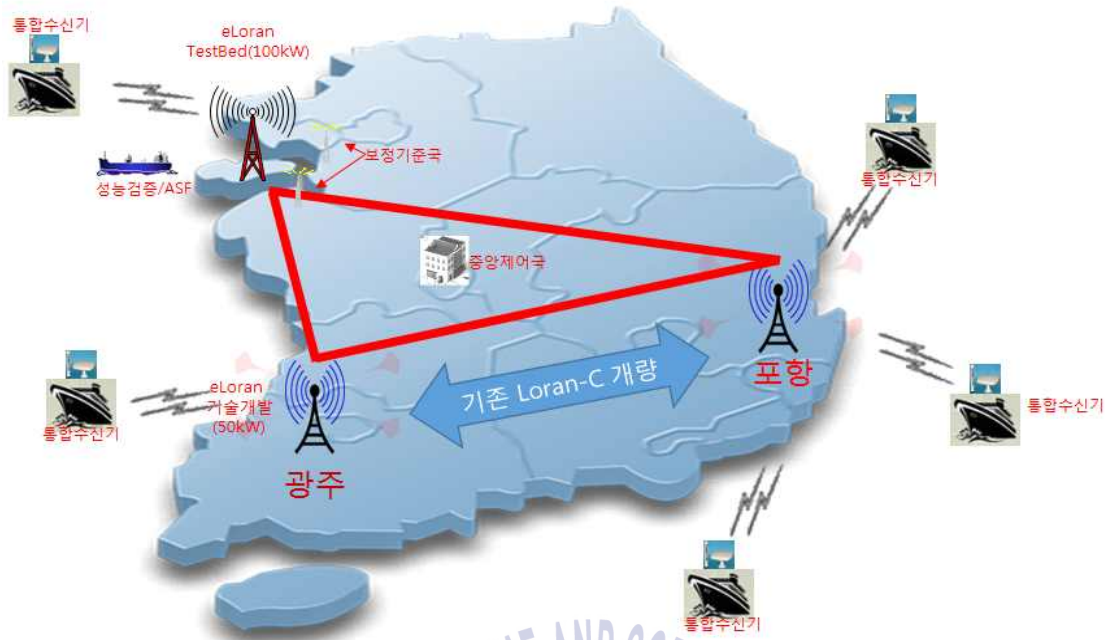 통합수신기
eLoran
TestBed(100kW)
보정기준국
성능검증/ASF
통합수신기
중앙제어국
기존 Loran-C 개량
포항
eLoran
기술개발
(50kW)
통합수신기
광주
통합수신기
통합수신기